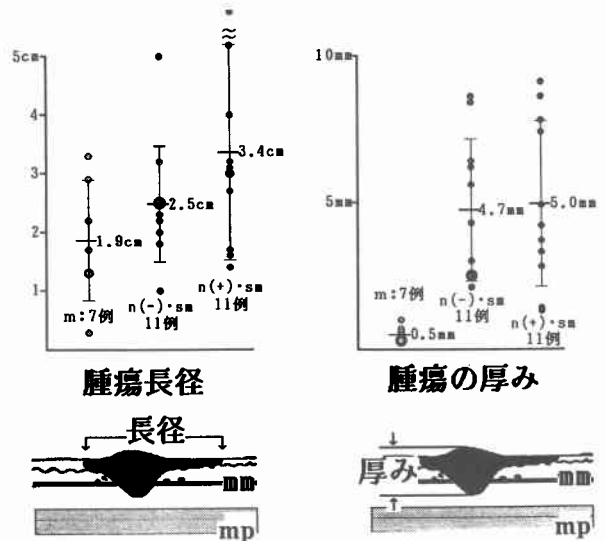 5cm
4
3
2
1
1.9cm
m:7例
2.5cm
n(-)・sm
11例
3.4cm
n(+)・sm
11例
腫瘍長径
10mm
5mm
m:7例
0.5mm
4.7mm
n(-)・sm
11例
5.0mm
n(+)・sm
11例
腫瘍の厚み
長径
mm
mp
厚み
mm
mp